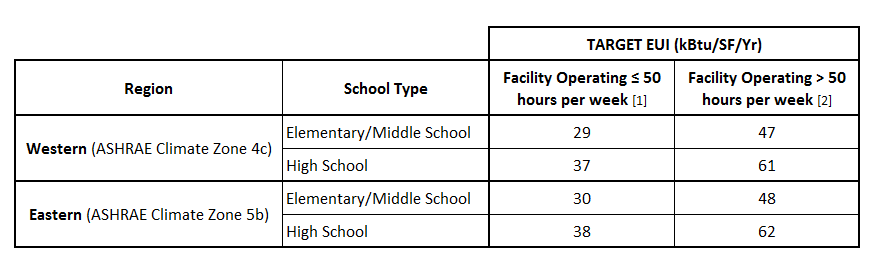 TARGET EUI (kBtu/SF/Yr)
Region School Type Facility Operating ≤ 50 hours per week [1] Facility Operating > 50 hours per week [2]
Western (ASHRAE Climate Zone 4c) Elementary/Middle School 29 47
High School 37 61
Eastern (ASHRAE Climate Zone 5b) Elementary/Middle School 30 48
High School 38 62